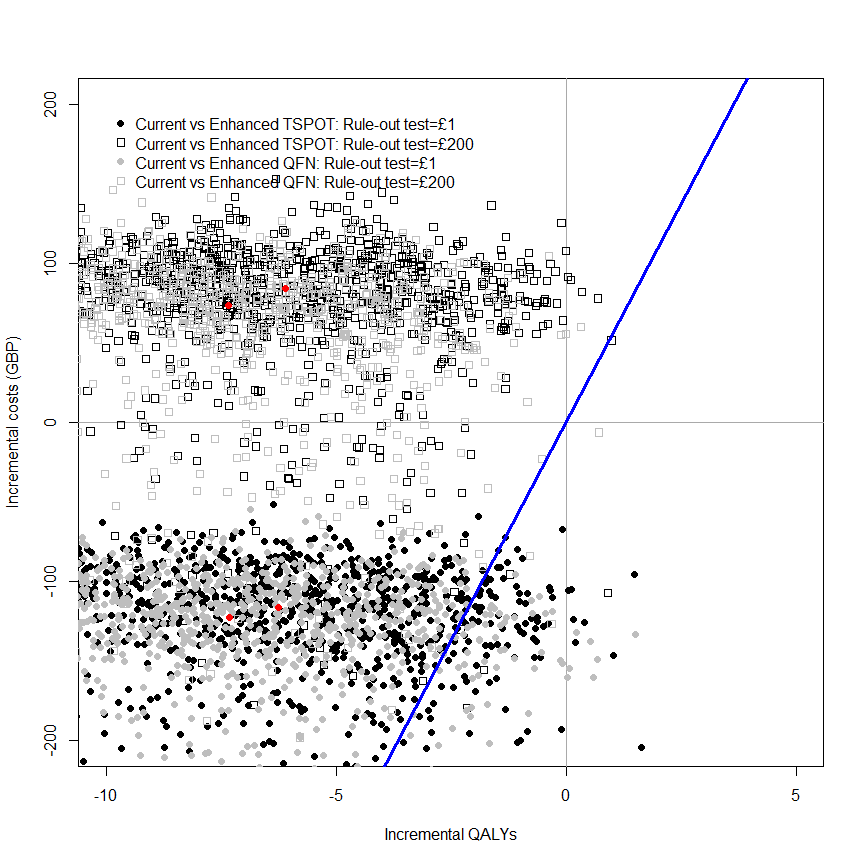 Current vs Enhanced TSPOT: Rule-out test=£1
Current vs Enhanced TSPOT: Rule-out test=£200
Current vs Enhanced QFN: Rule-out test=£1
Current vs Enhanced QFN: Rule-out test=£200
Incremental costs (GBP)
200
100
0
-100
-200
-10
-5
0
5
Incremental QALYs